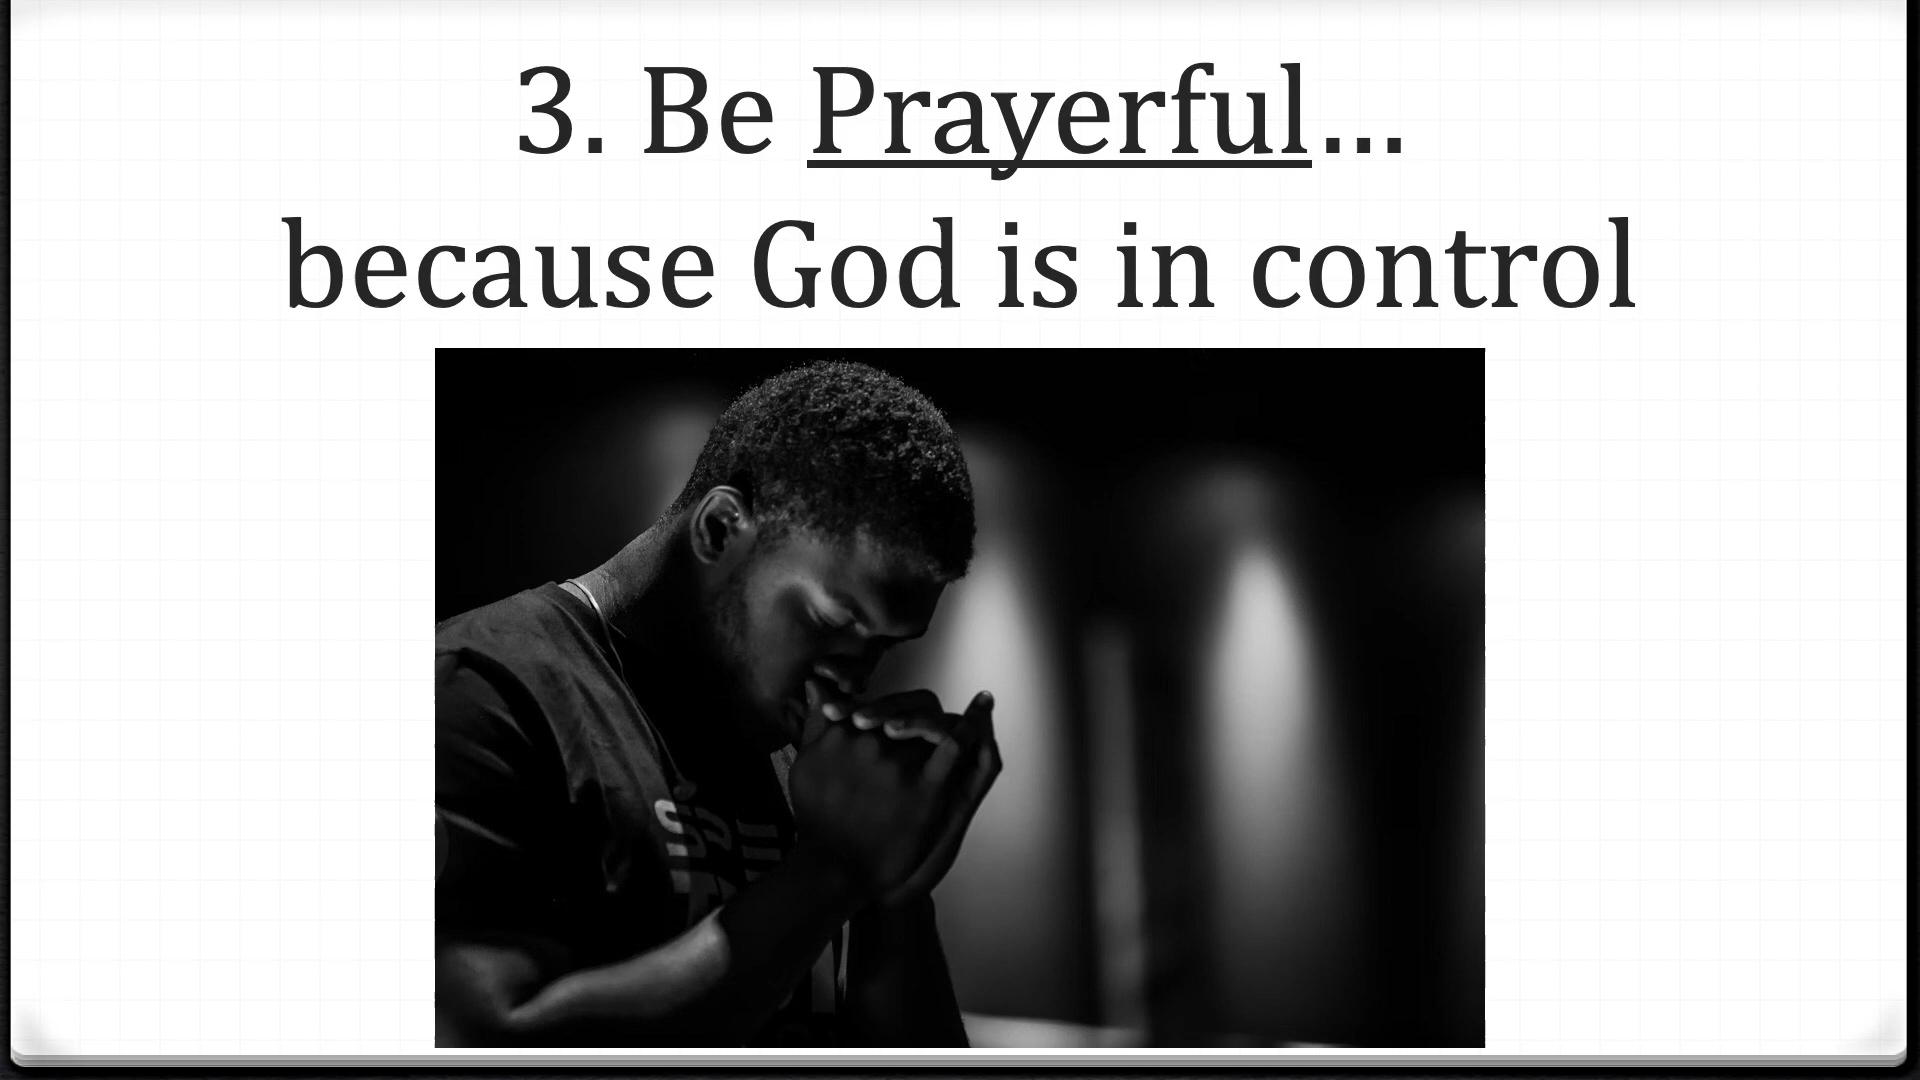 3. Be Prayerful…
because God is in control